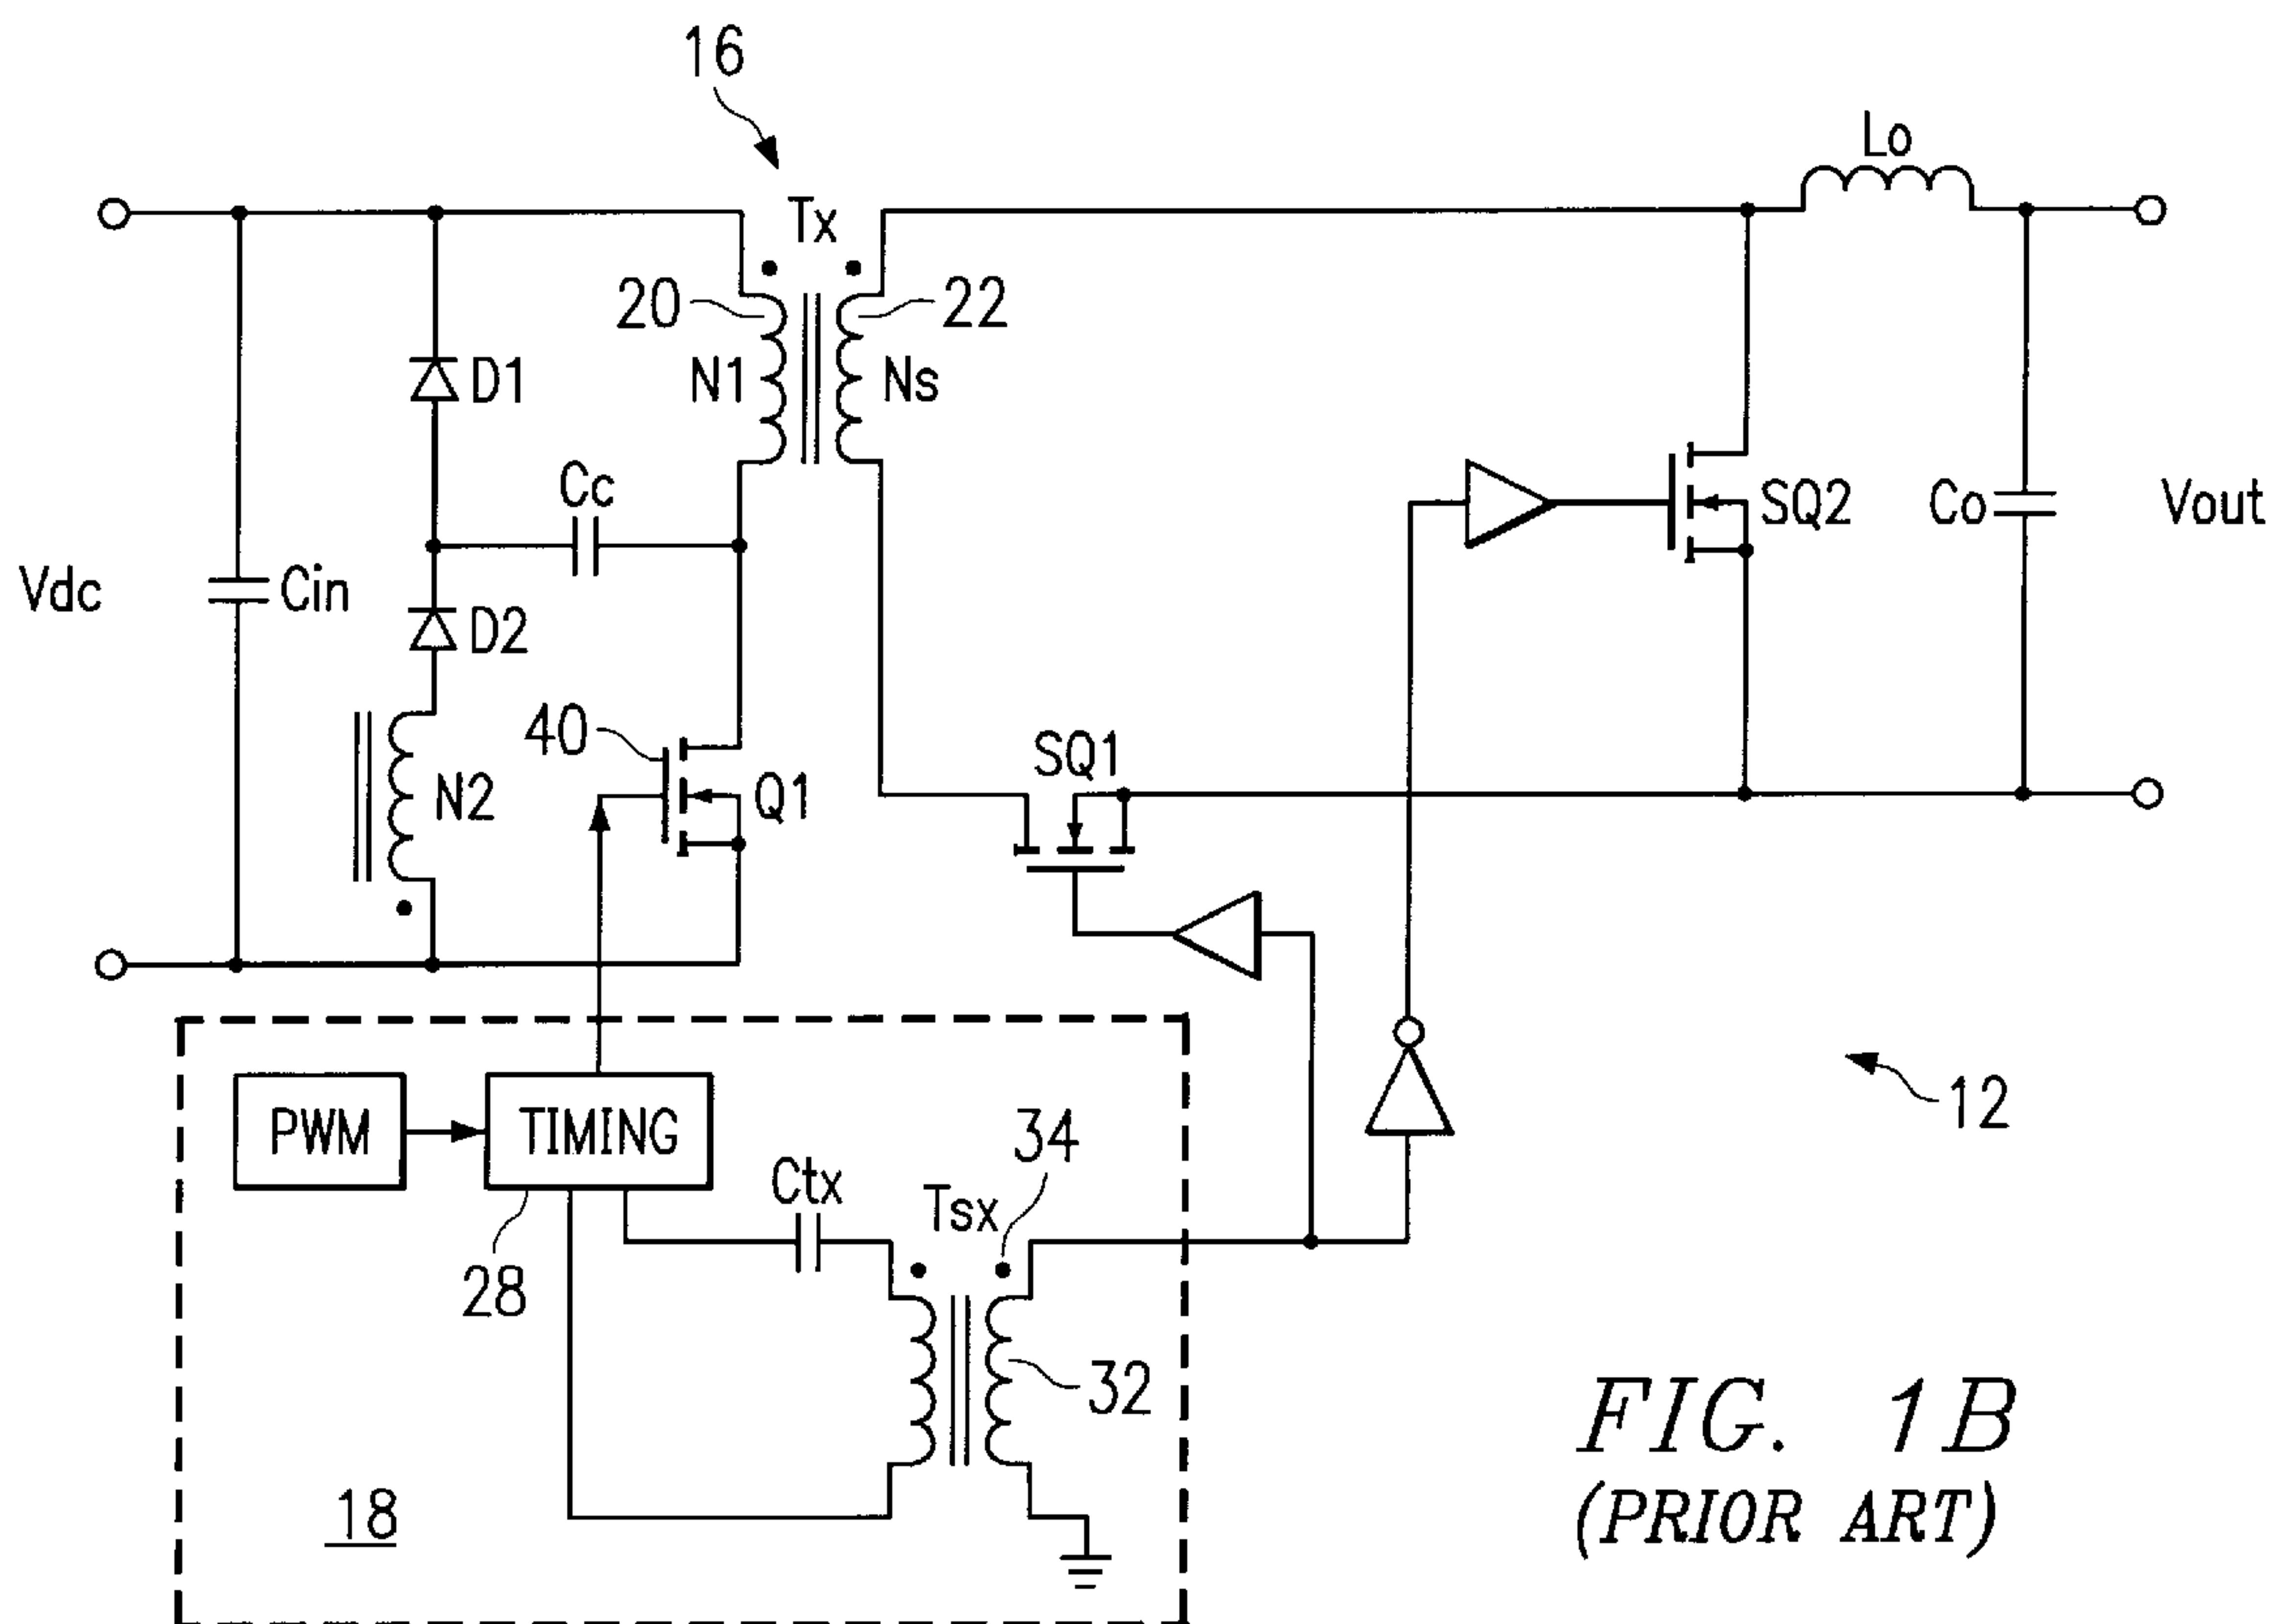 16
Lo
Tx
20
22
D1
N1
Ns
Cc
SQ2
Co
Vout
Vdc
Cin
D2
40
SQ1
N2
Q1
12
PWM
TIMING
34
Ctx
Tsx
28
32
18
FIG. 1B
(PRIOR ART)